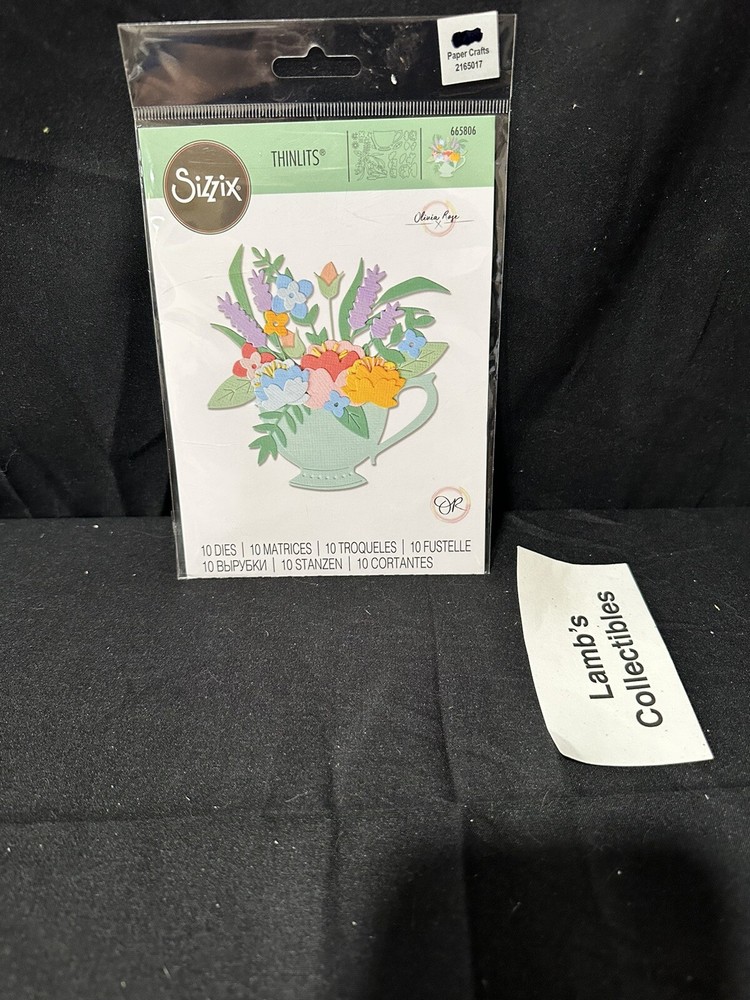 Paper Crafts
2165017
665806
THINLITS®
Sizzix
Olivia Rose
OR
10 DIES | 10 MATRICES | 10 TROQUELES | 10 FUSTELLE
10 ВЫРУБКИ | 10 STANZEN | 10 CORTANTES
Lamb's
Collectibles